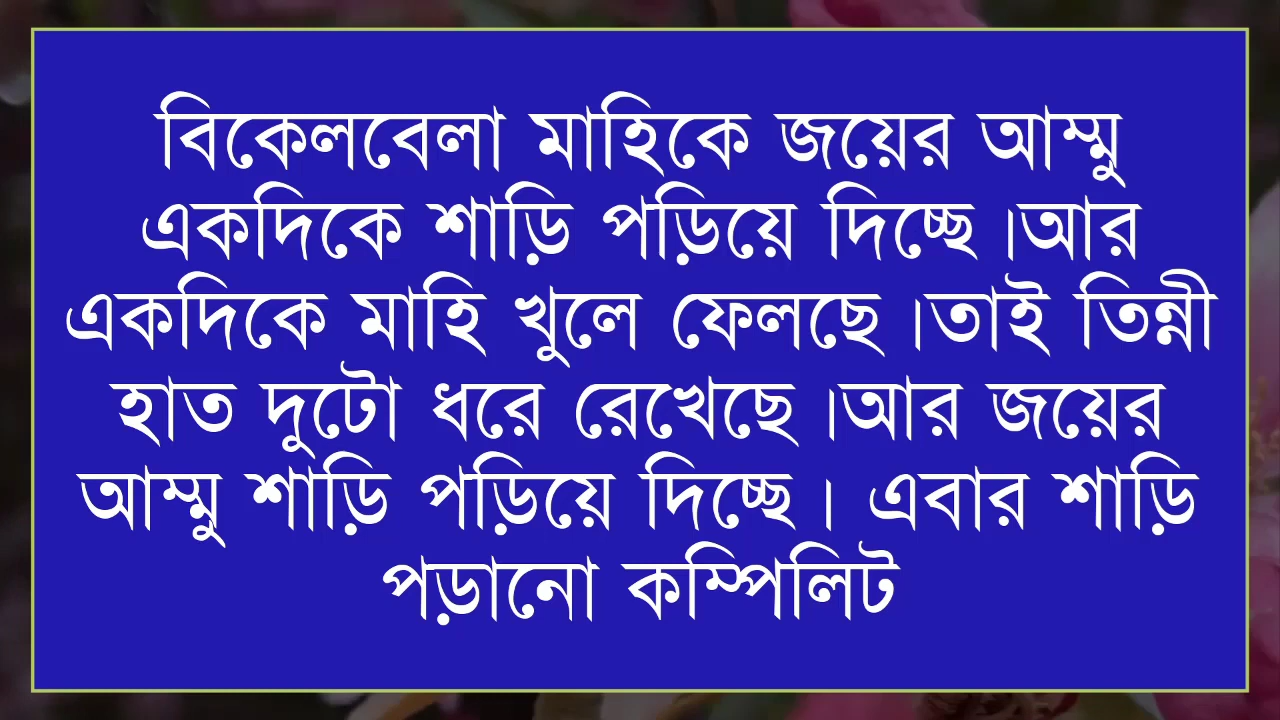 বিকেলবেলা মাহিকে জয়ের আম্মু
একদিকে শাড়ি পড়িয়ে দিচ্ছে।আর
একদিকে মাহি খুলে ফেলছে।তাই তিন্নী
হাত দুটো ধরে রেখেছে।আর জয়ের
আম্মু শাড়ি পড়িয়ে দিচ্ছে। এবার শাড়ি
পড়ানো কম্পিলিট